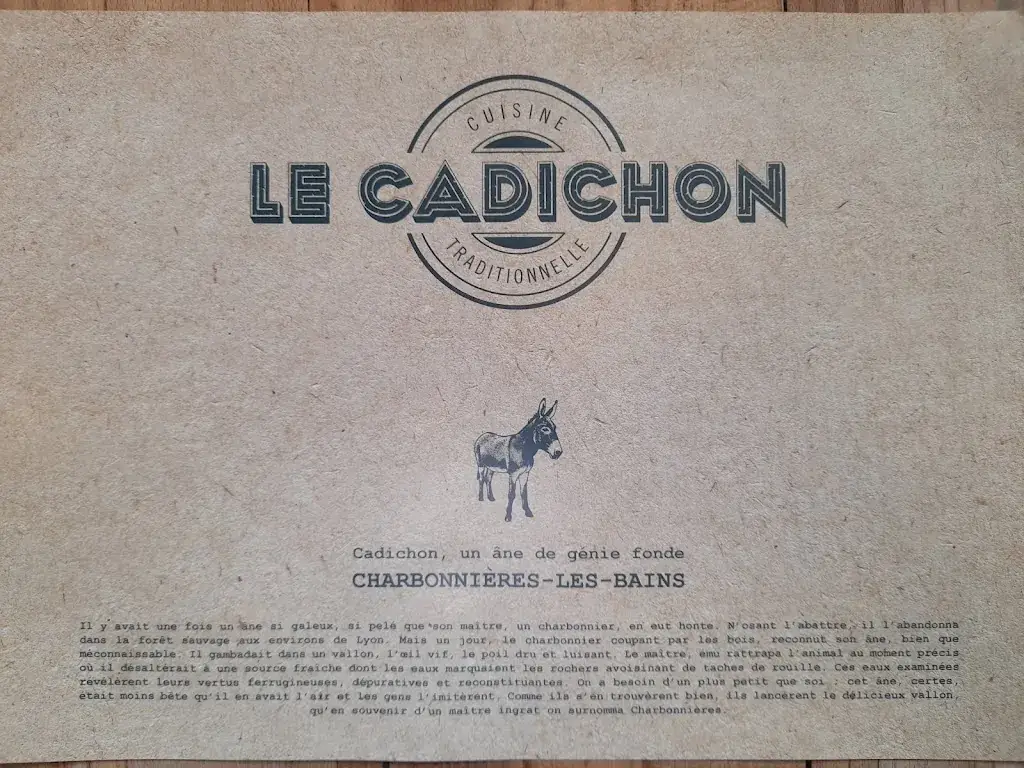 CUISINE
LE CADICHON
TRADITIONNELLE
Cadichon, un âne de génie fonde
CHARBONNIÈRES-LES-BAINS
Il y avait une fois un âne si galeux, si pelé que son maître, un charbonnier, en eut honte. N'osant l'abattre, il l'abandonna
dans la forêt sauvage aux environs de Lyon. Mais un jour, le charbonnier coupant par les bois, reconnut son âne, bien que
méconnaissable. Il gambadait dans un vallon, l'œil vif, le poil dru et luisant. Le maître, ému rattrapa l'animal au moment précis
où il désaltérait à une source fraîche dont les eaux marquaient les rochers avoisinant de taches de rouille. Ces eaux examinées
révélèrent leurs vertus ferrugineuses, dépuratives et reconstituantes. On a besoin d'un plus petit que soi : cet âne, certes,
était moins bête qu'il en avait l'air et les gens l'imitèrent. Comme ils s'en trouvèrent bien, ils lancèrent le délicieux vallon,
qu'en souvenir d'un maître ingrat on surnomma Charbonnières.